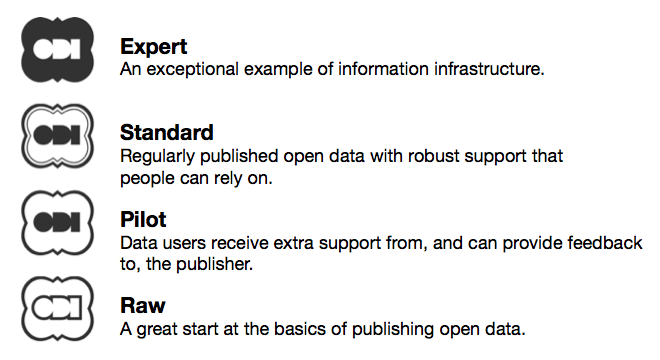 ODI
Expert
An exceptional example of information infrastructure.
ODI
Standard
Regularly published open data with robust support that
people can rely on.
ODI
Pilot
Data users receive extra support from, and can provide feedback
to, the publisher.
ODI
Raw
A great start at the basics of publishing open data.